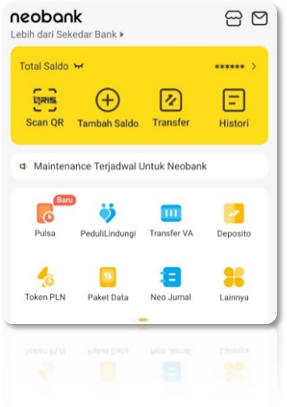 neobank
Lebih dari Sekedar Bank
Total Saldo ******
QRIS
Scan QR Tambah Saldo Transfer Histori
Maintenance Terjadwal Untuk Neobank
Baru
Pulsa PeduliLindungi Transfer VA Deposito
Token PLN Paket Data Neo Jurnal Lainnya